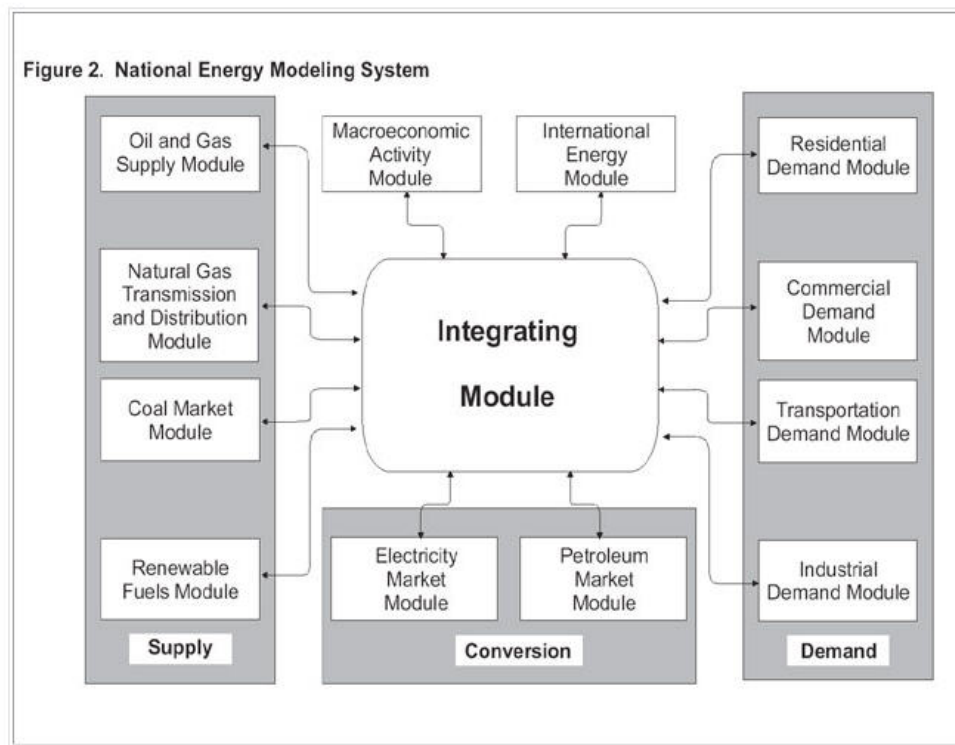 Figure 2. National Energy Modeling System
Oil and Gas
Supply Module
Natural Gas
Transmission
and Distribution
Module
Coal Market
Module
Renewable
Fuels Module
Supply
Macroeconomic
Activity
Module
International
Energy
Module
Integrating
Module
Electricity
Market
Module
Petroleum
Market
Module
Conversion
Residential
Demand Module
Commercial
Demand
Module
Transportation
Demand Module
Industrial
Demand Module
Demand